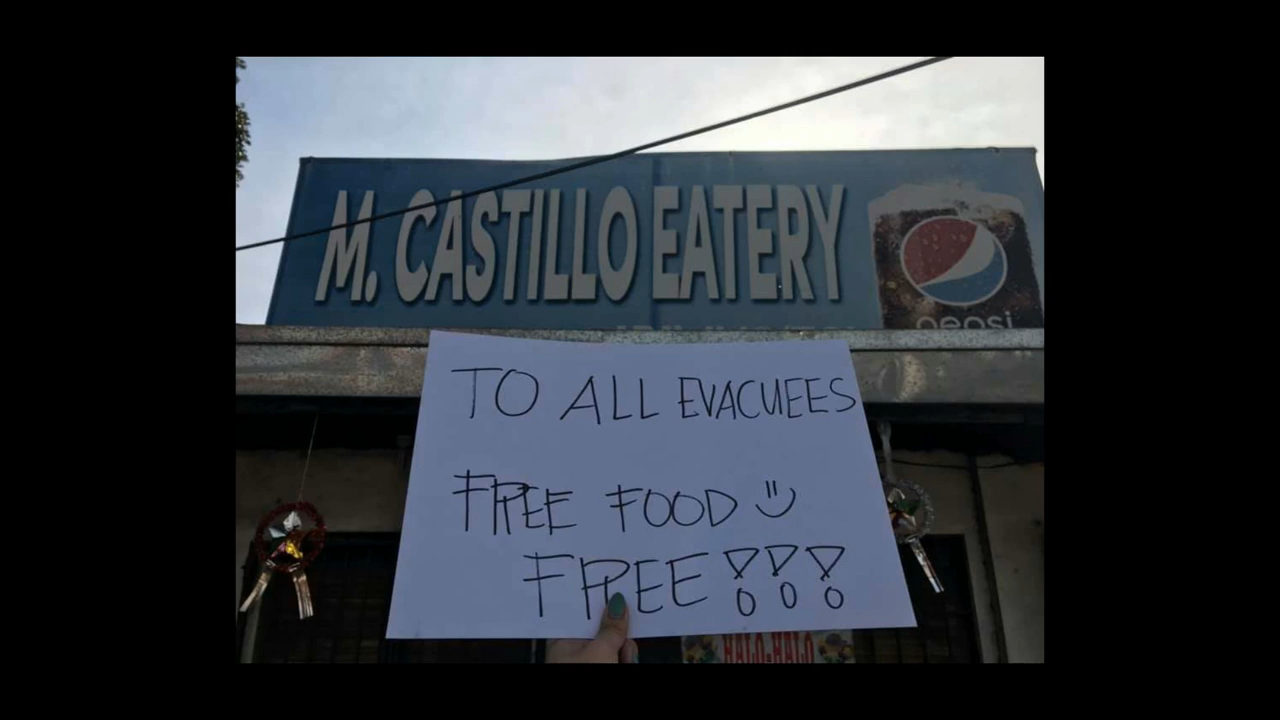 M. CASTILLO EATERY
pepsi
TO ALL EVACUEES
FREE FOOD
FREE!!!
HALO-HALO